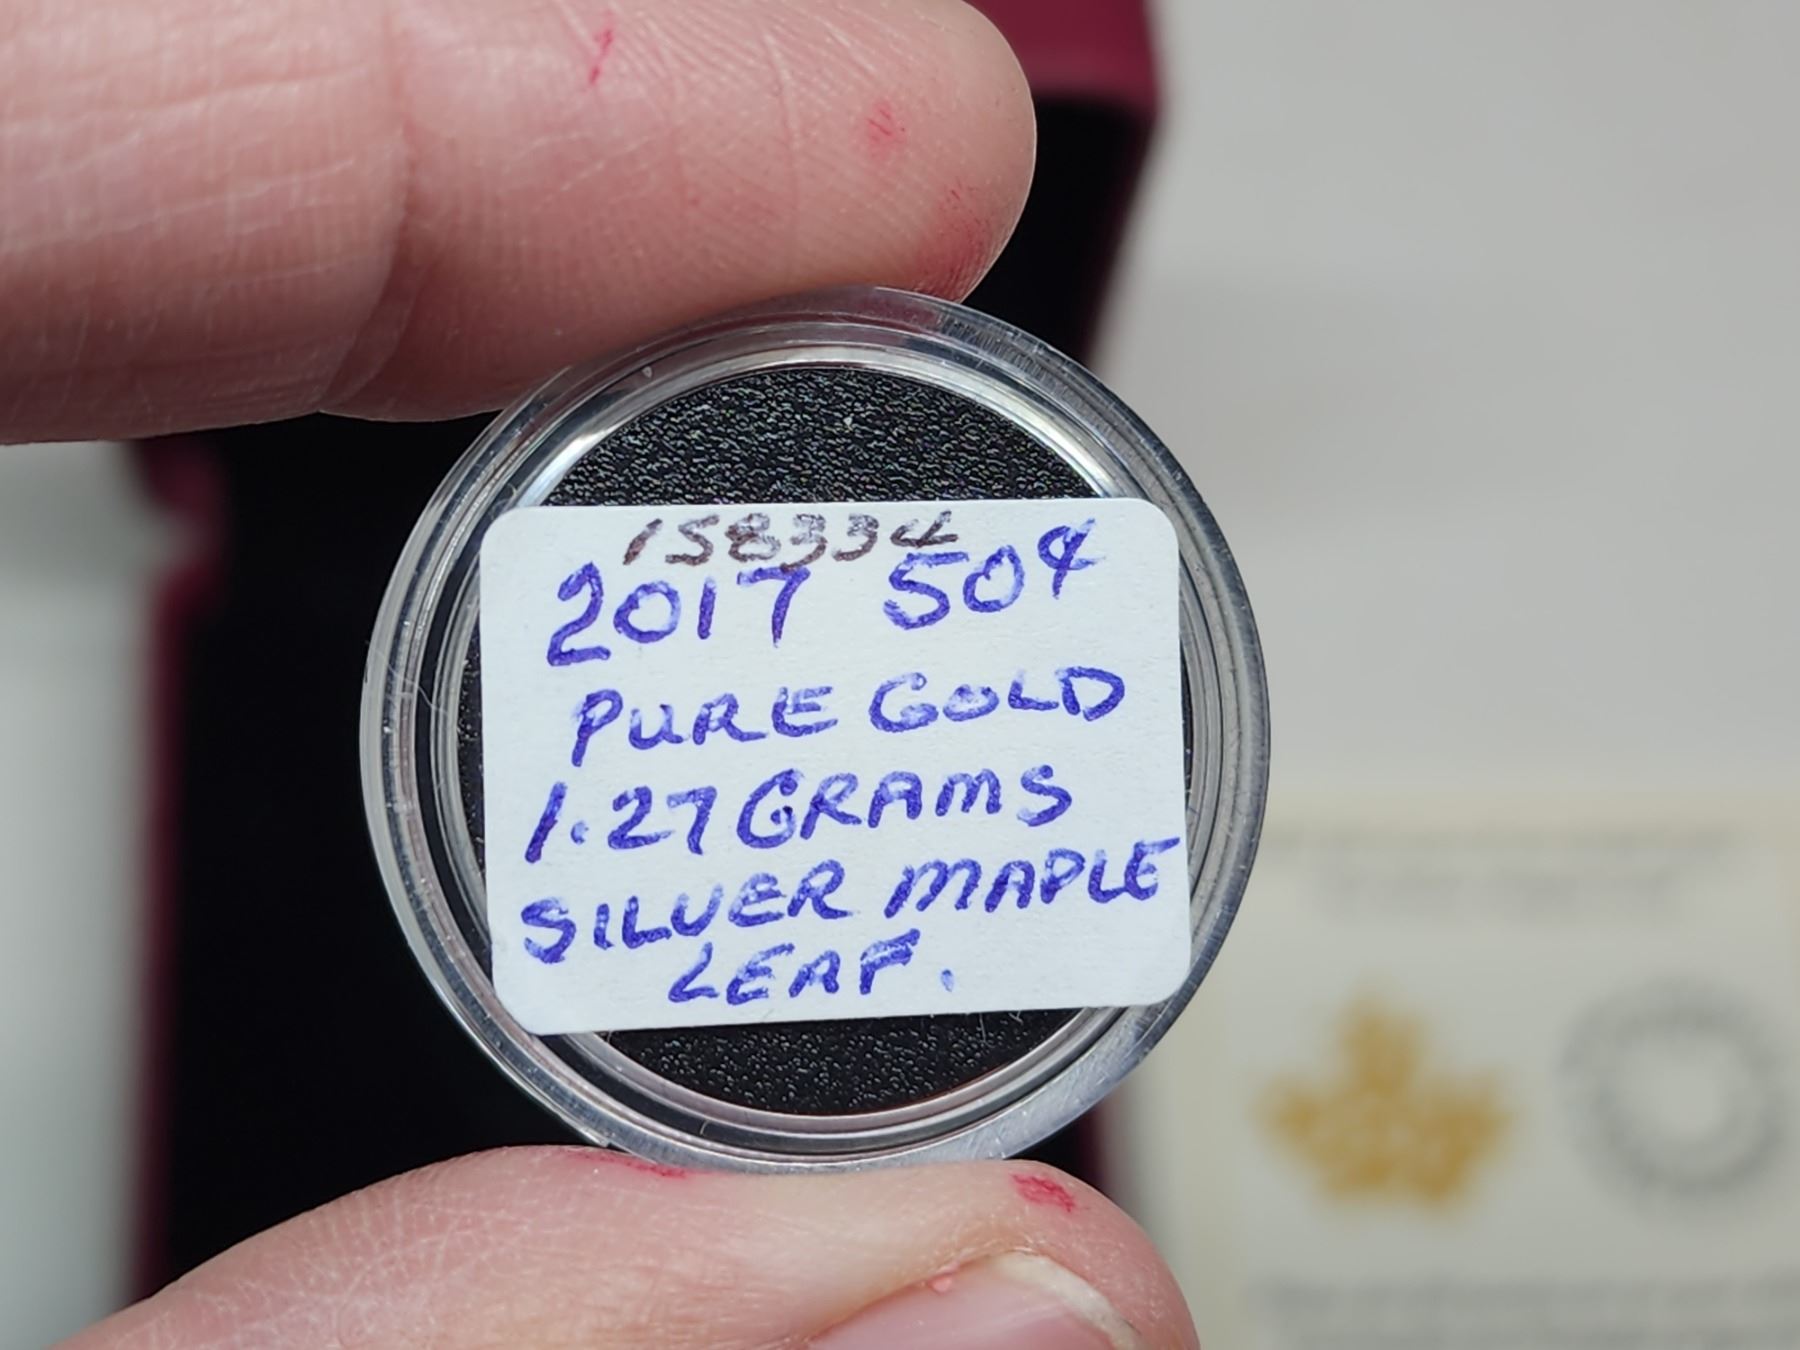 158334
2017 50¢
PURE GOLD
1.27 GRAMS
SILVER MAPLE
LEAF.